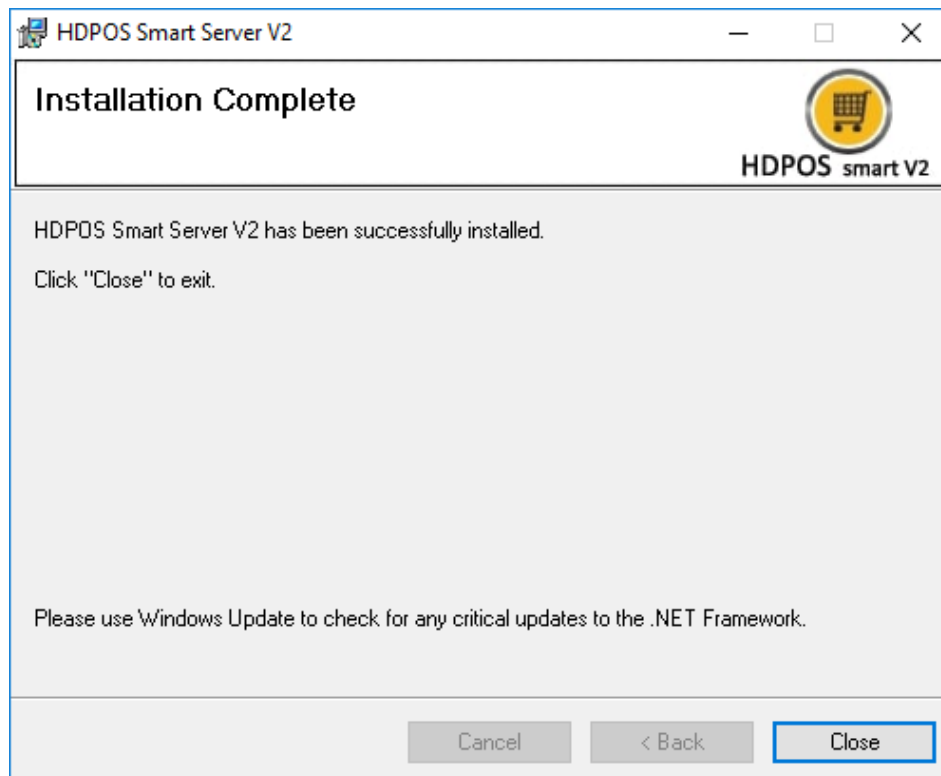 HDPOS Smart Server V2
Installation Complete
HDPOS smart V2
HDPOS Smart Server V2 has been successfully installed.
Click "Close" to exit.
Please use Windows Update to check for any critical updates to the .NET Framework.
Cancel
< Back
Close